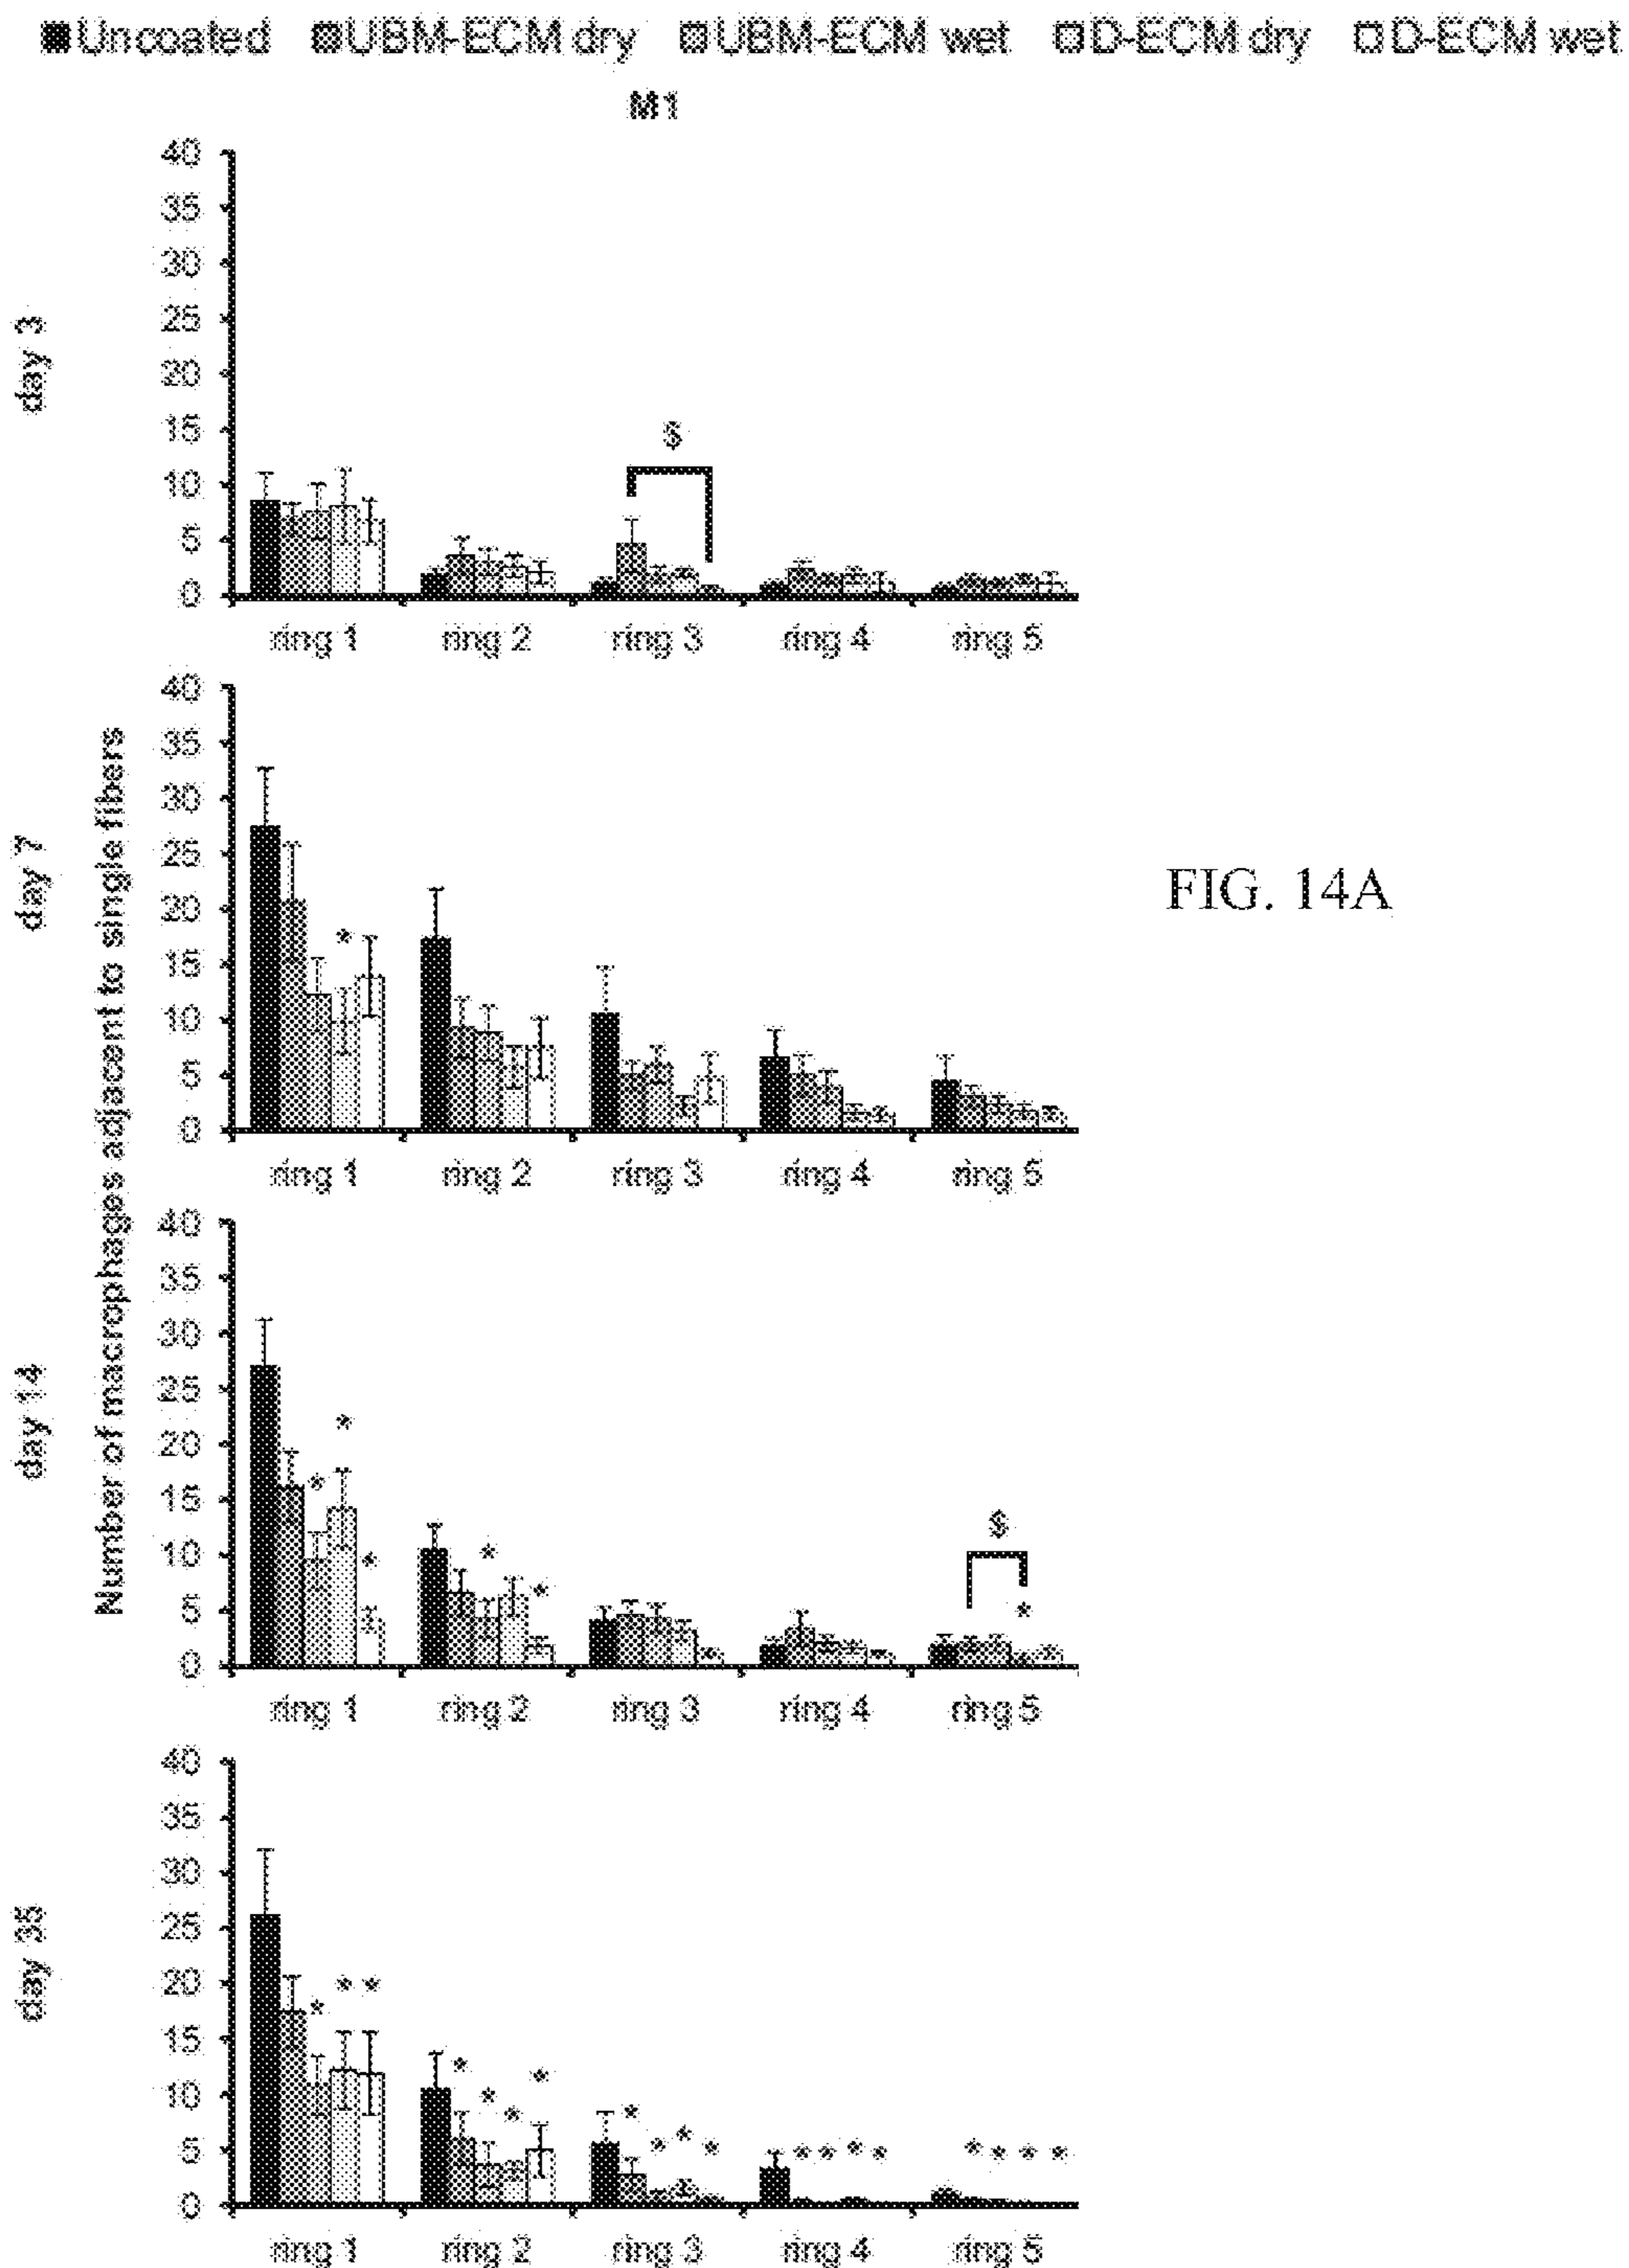 Uncoated UBM-ECM dry UBM-ECM wet D-ECM dry D-ECM wet
M1
Number of macrophages adjacent to single fibers
day 3
40
35
30
25
20
15
10
5
0
$
ring 1 ring 2 ring 3 ring 4 ring 5
day 7
40
35
30
25
20
15
10
5
0
*
ring 1 ring 2 ring 3 ring 4 ring 5
FIG. 14A
day 14
40
35
30
25
20
15
10
5
0
* * * * * $ *
ring 1 ring 2 ring 3 ring 4 ring 5
day 35
40
35
30
25
20
15
10
5
0
* * * * * * * * * * * * * * * * * * *
ring 1 ring 2 ring 3 ring 4 ring 5